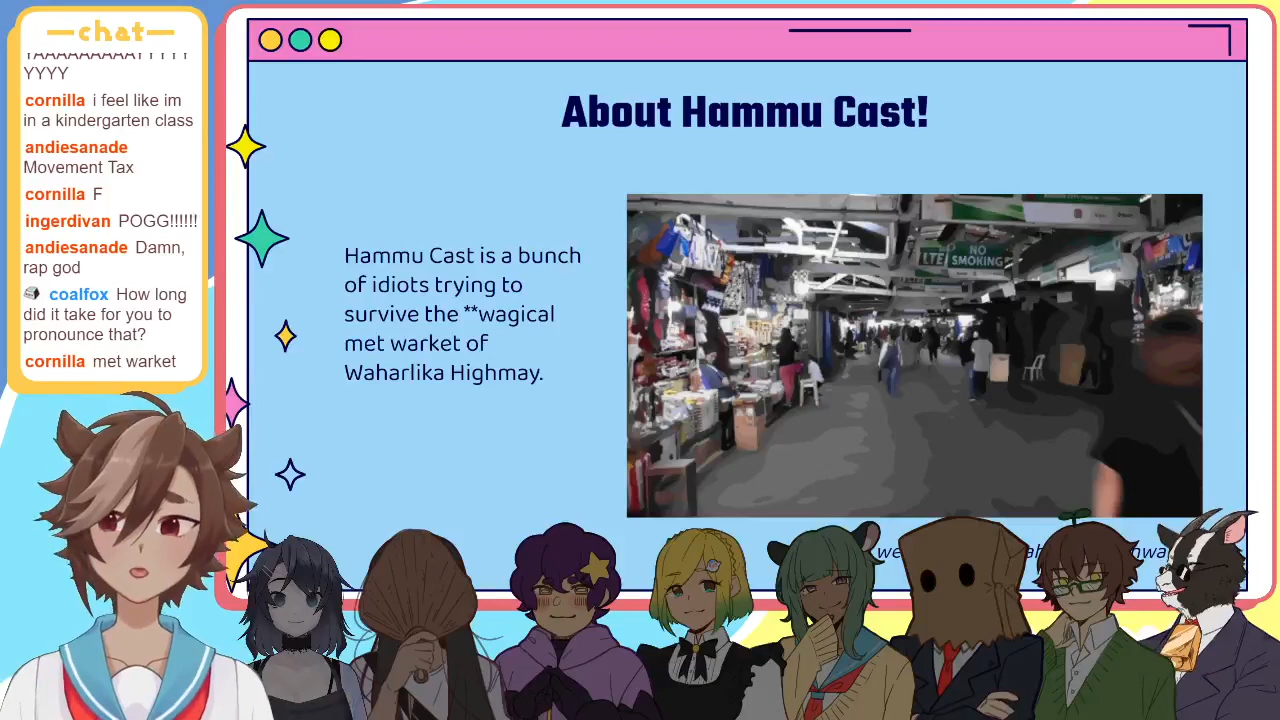 chat
YYYY
cornilla i feel like im
in a kindergarten class
andiesanade
Movement Tax
cornilla F
ingerdivan POGG!!!!!!
andiesanade Damn,
rap god
coalfox How long
did it take for you to
pronounce that?
cornilla met warket
About Hammu Cast!
Hammu Cast is a bunch
of idiots trying to
survive the **wagical
met warket of
Waharlika Highmay.
NO
SMOKING